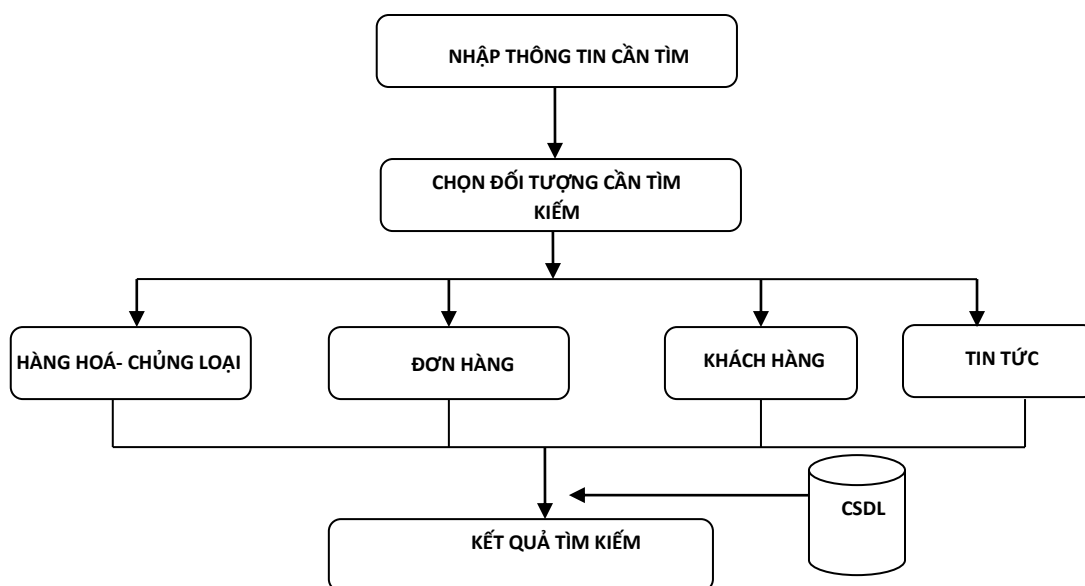 NHẬP THÔNG TIN CẦN TÌM
CHỌN ĐỐI TƯỢNG CẦN TÌM
KIẾM
HÀNG HOÁ- CHỦNG LOẠI
ĐƠN HÀNG
KHÁCH HÀNG
TIN TỨC
CSDL
KẾT QUẢ TÌM KIẾM